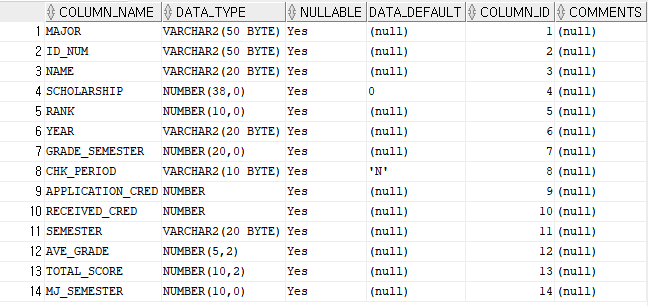 COLUMN_NAME DATA_TYPE NULLABLE DATA_DEFAULT COLUMN_ID COMMENTS
1 MAJOR VARCHAR2(50 BYTE) Yes (null) 1 (null)
2 ID_NUM VARCHAR2(50 BYTE) Yes (null) 2 (null)
3 NAME VARCHAR2(20 BYTE) Yes (null) 3 (null)
4 SCHOLARSHIP NUMBER(38,0) Yes 0 4 (null)
5 RANK NUMBER(10,0) Yes (null) 5 (null)
6 YEAR VARCHAR2(20 BYTE) Yes (null) 6 (null)
7 GRADE_SEMESTER NUMBER(20,0) Yes (null) 7 (null)
8 CHK_PERIOD VARCHAR2(10 BYTE) Yes 'N' 8 (null)
9 APPLICATION_CRED NUMBER Yes (null) 9 (null)
10 RECEIVED_CRED NUMBER Yes (null) 10 (null)
11 SEMESTER VARCHAR2(20 BYTE) Yes (null) 11 (null)
12 AVE_GRADE NUMBER(5,2) Yes (null) 12 (null)
13 TOTAL_SCORE NUMBER(10,2) Yes (null) 13 (null)
14 MJ_SEMESTER NUMBER(10,0) Yes (null) 14 (null)